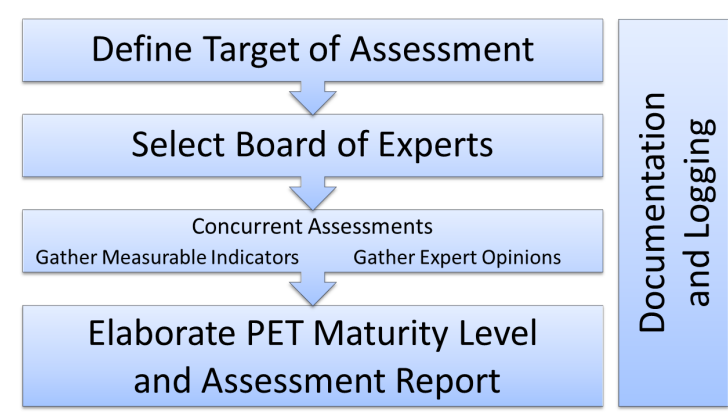 Define Target of Assessment
Select Board of Experts
Concurrent Assessments
Gather Measurable Indicators Gather Expert Opinions
Elaborate PET Maturity Level
and Assessment Report
Documentation
and Logging